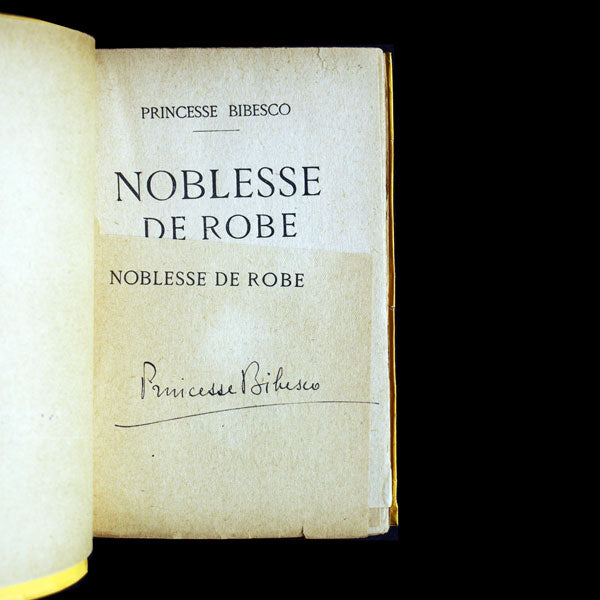 PRINCESSE BIBESCO
NOBLESSE
DE ROBE
NOBLESSE DE ROBE
Princesse Bibesco